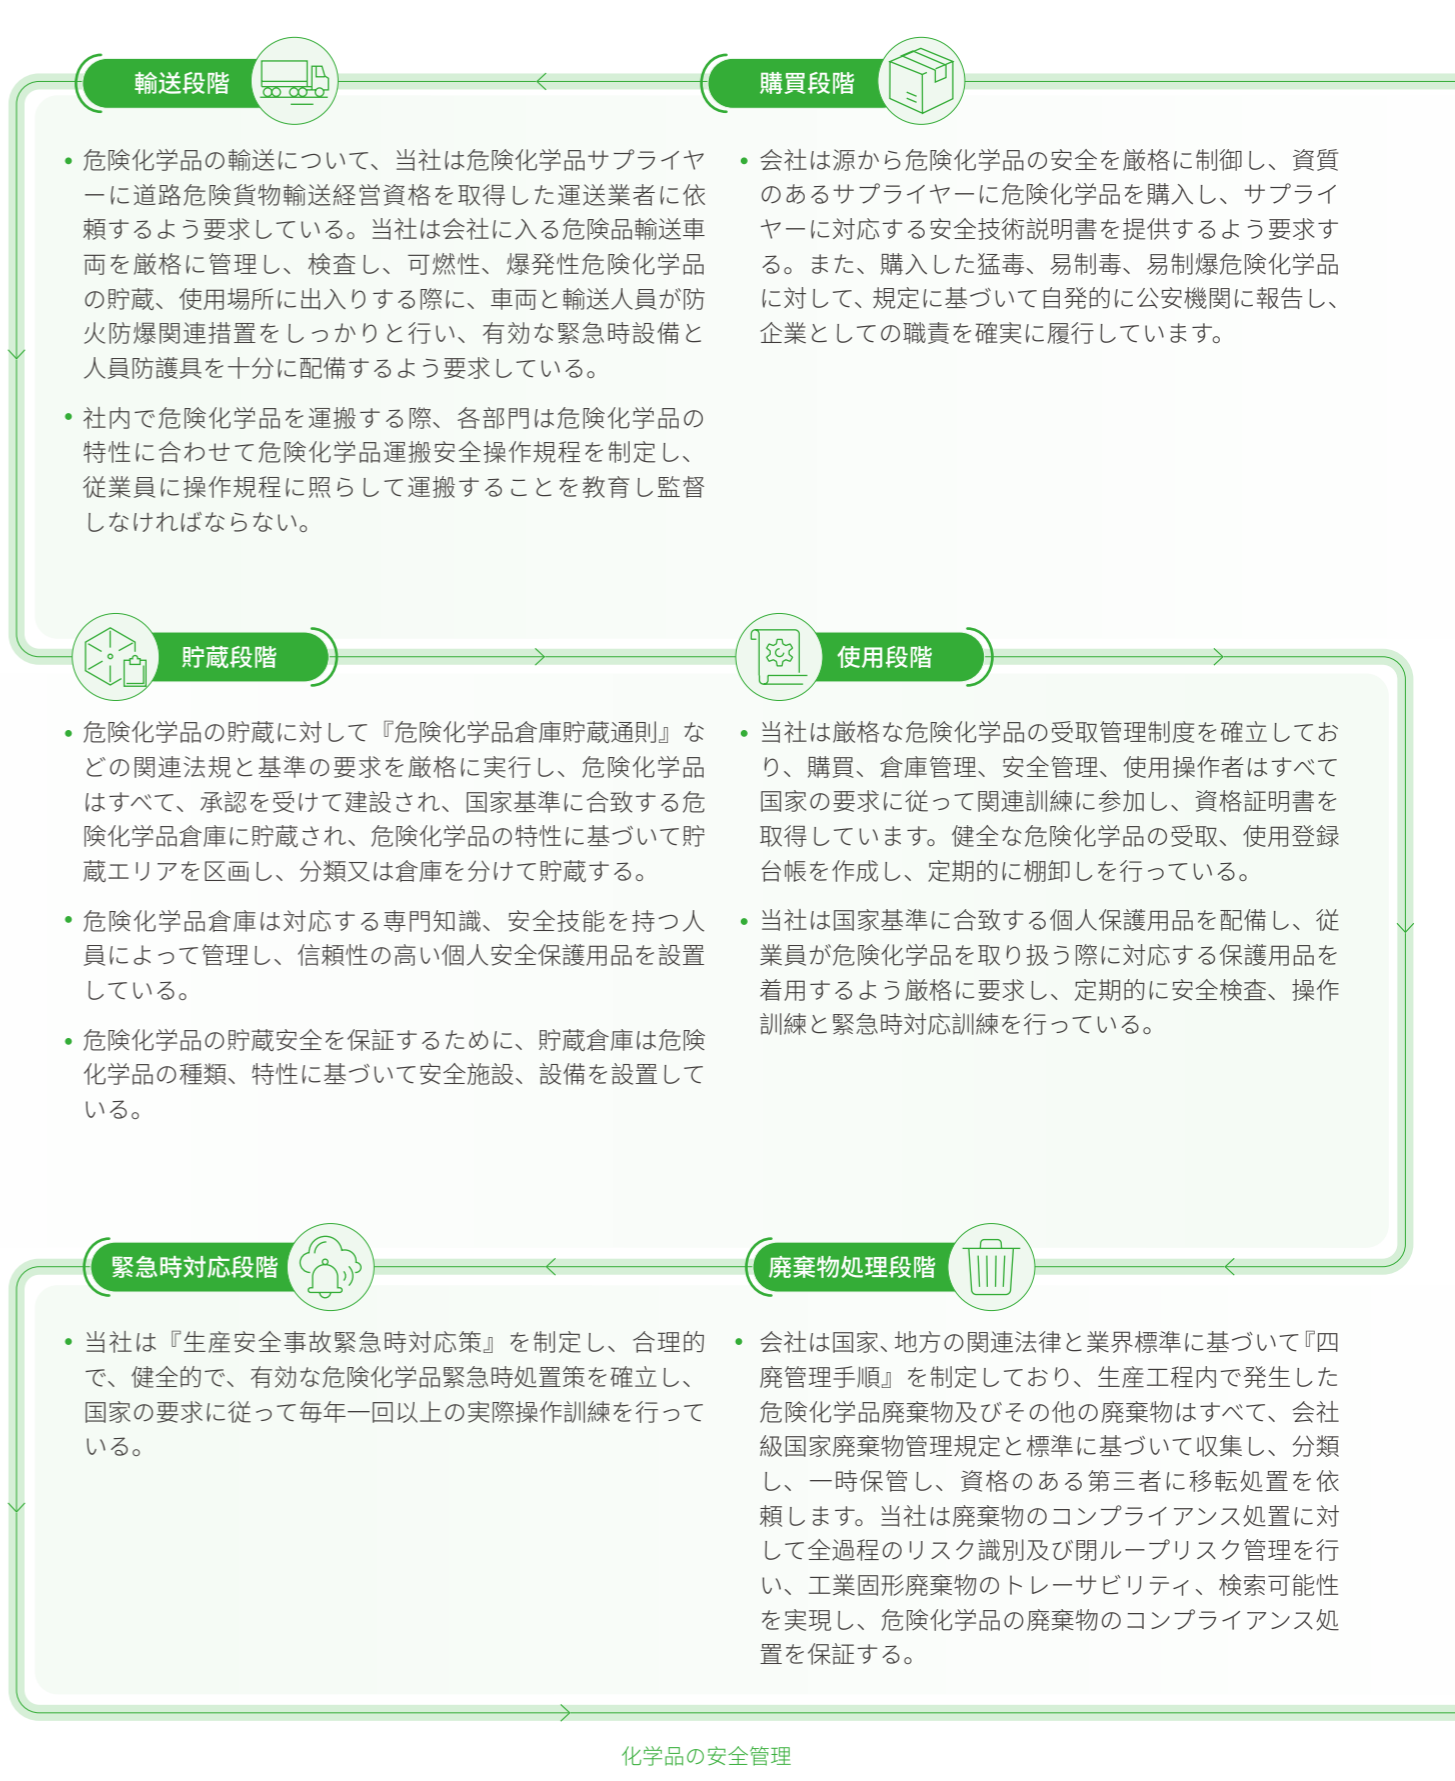 輸送段階
危険化学品の輸送について、当社は危険化学品サプライヤ
ーに道路危険貨物輸送経営資格を取得した運送業者に依
頼するよう要求している。当社は会社に入る危険品輸送車
両を厳格に管理し、検査し、可燃性、爆発性危険化学品
の貯蔵、使用場所に出入りする際に、車両と輸送人員が防
火防爆関連措置をしっかりと行い、有効な緊急時設備と
人員防護具を十分に配備するよう要求している。
社内で危険化学品を運搬する際、各部門は危険化学品の
特性に合わせて危険化学品運搬安全操作規程を制定し、
従業員に操作規程に照らして運搬することを教育し監督
しなければならない。
購買段階
会社は源から危険化学品の安全を厳格に制御し、資質
のあるサプライヤーに危険化学品を購入し、サプライ
ヤーに対応する安全技術説明書を提供するよう要求す
る。また、購入した猛毒、易制毒、易制爆危険化学品
に対して、規定に基づいて自発的に公安機関に報告し、
企業としての職責を確実に履行しています。
貯蔵段階
危険化学品の貯蔵に対して『危険化学品倉庫貯蔵通則』な
どの関連法規と基準の要求を厳格に実行し、危険化学品
はすべて、承認を受けて建設され、国家基準に合致する危
険化学品倉庫に貯蔵され、危険化学品の特性に基づいて貯
蔵エリアを区画し、分類又は倉庫を分けて貯蔵する。
危険化学品倉庫は対応する専門知識、安全技能を持つ人
員によって管理し、信頼性の高い個人安全保護用品を設置
している。
危険化学品の貯蔵安全を保証するために、貯蔵倉庫は危険
化学品の種類、特性に基づいて安全施設、設備を設置して
いる。
使用段階
当社は厳格な危険化学品の受取管理制度を確立してお
り、購買、倉庫管理、安全管理、使用操作者はすべて
国家の要求に従って関連訓練に参加し、資格証明書を
取得しています。健全な危険化学品の受取、使用登録
台帳を作成し、定期的に棚卸しを行っている。
当社は国家基準に合致する個人保護用品を配備し、従
業員が危険化学品を取り扱う際に対応する保護用品を
着用するよう厳格に要求し、定期的に安全検査、操作
訓練と緊急時対応訓練を行っている。
緊急時対応段階
当社は『生産安全事故緊急時対応策』を制定し、合理的
で、健全的で、有効な危険化学品緊急時処置策を確立し、
国家の要求に従って毎年一回以上の実際操作訓練を行って
いる。
廃棄物処理段階
会社は国家、地方の関連法律と業界標準に基づいて『四
廃管理手順』を制定しており、生産工程内で発生した
危険化学品廃棄物及びその他の廃棄物はすべて、会社
級国家廃棄物管理規定と標準に基づいて収集し、分類
し、一時保管し、資格のある第三者に移転処置を依
頼します。当社は廃棄物のコンプライアンス処置に対
して全過程のリスク識別及び閉ループリスク管理を行
い、工業固形廃棄物のトレーサビリティ、検索可能性
を実現し、危険化学品の廃棄物のコンプライアンス処
置を保証する。
化学品の安全管理